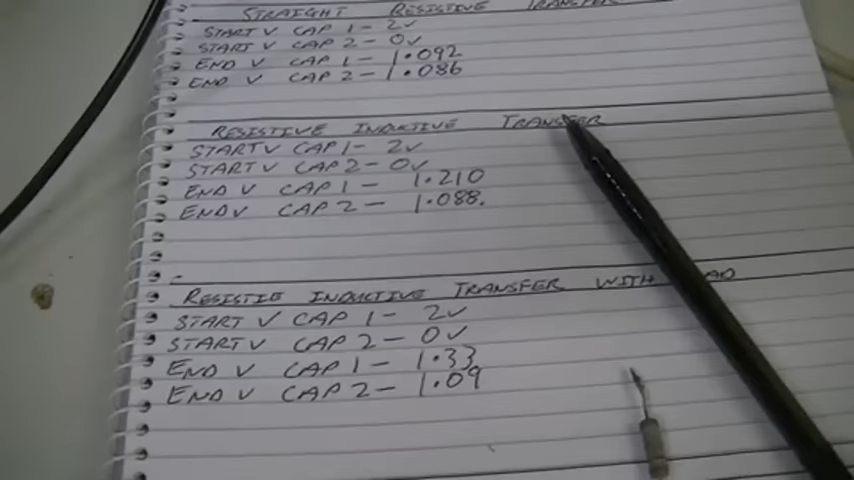 STRAIGHT RESISTIVE TRANSFER
START V CAP 1 - 2V
START V CAP 2 - 0V
END V CAP 1 - 1.092
END V CAP 2 - 1.086
RESISTIVE INDUCTIVE TRANSFER
START V CAP 1 - 2V
START V CAP 2 - 0V
END V CAP 1 - 1.210
END V CAP 2 - 1.088.
RESISTIE INDUCTIVE TRANSFER WITH
START V CAP 1 - 2V
START V CAP 2 - 0V
END V CAP 1 - 1.33
END V CAP 2 - 1.09